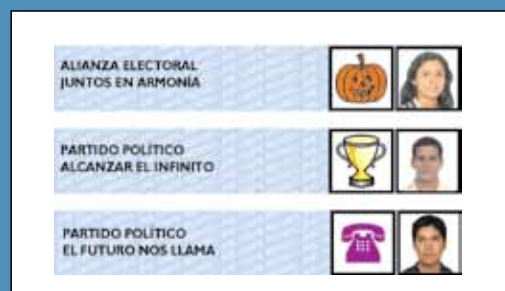 ALIANZA ELECTORAL
JUNTOS EN ARMONÍA
PARTIDO POLÍTICO
ALCANZAR EL INFINITO
PARTIDO POLÍTICO
EL FUTURO NOS LLAMA